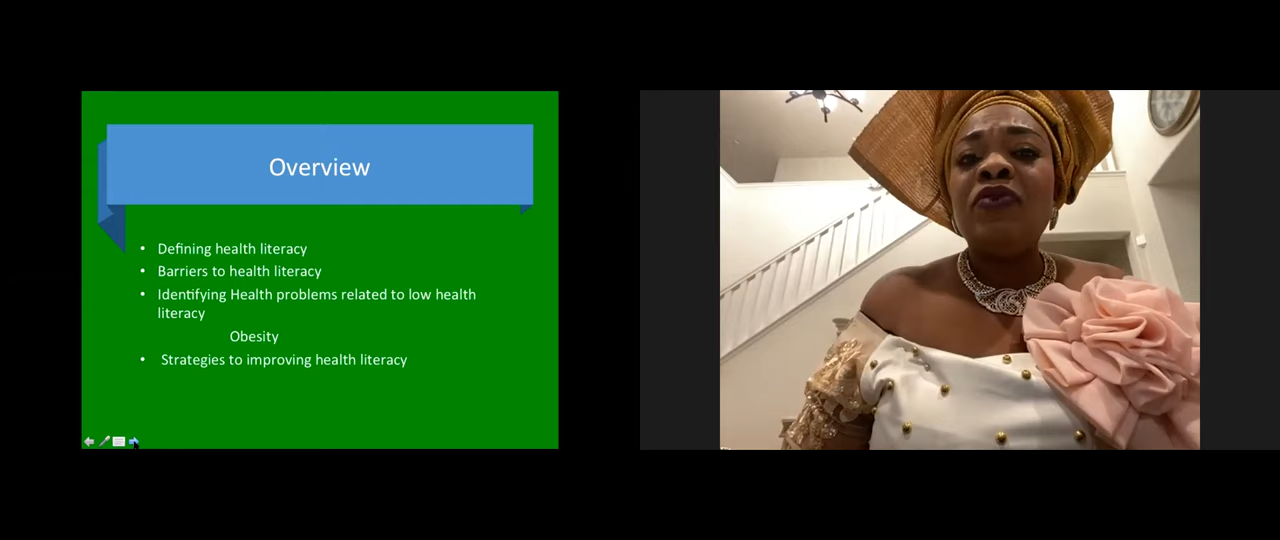 Overview
• Defining health literacy
• Barriers to health literacy
• Identifying Health problems related to low health
literacy
Obesity
• Strategies to improving health literacy